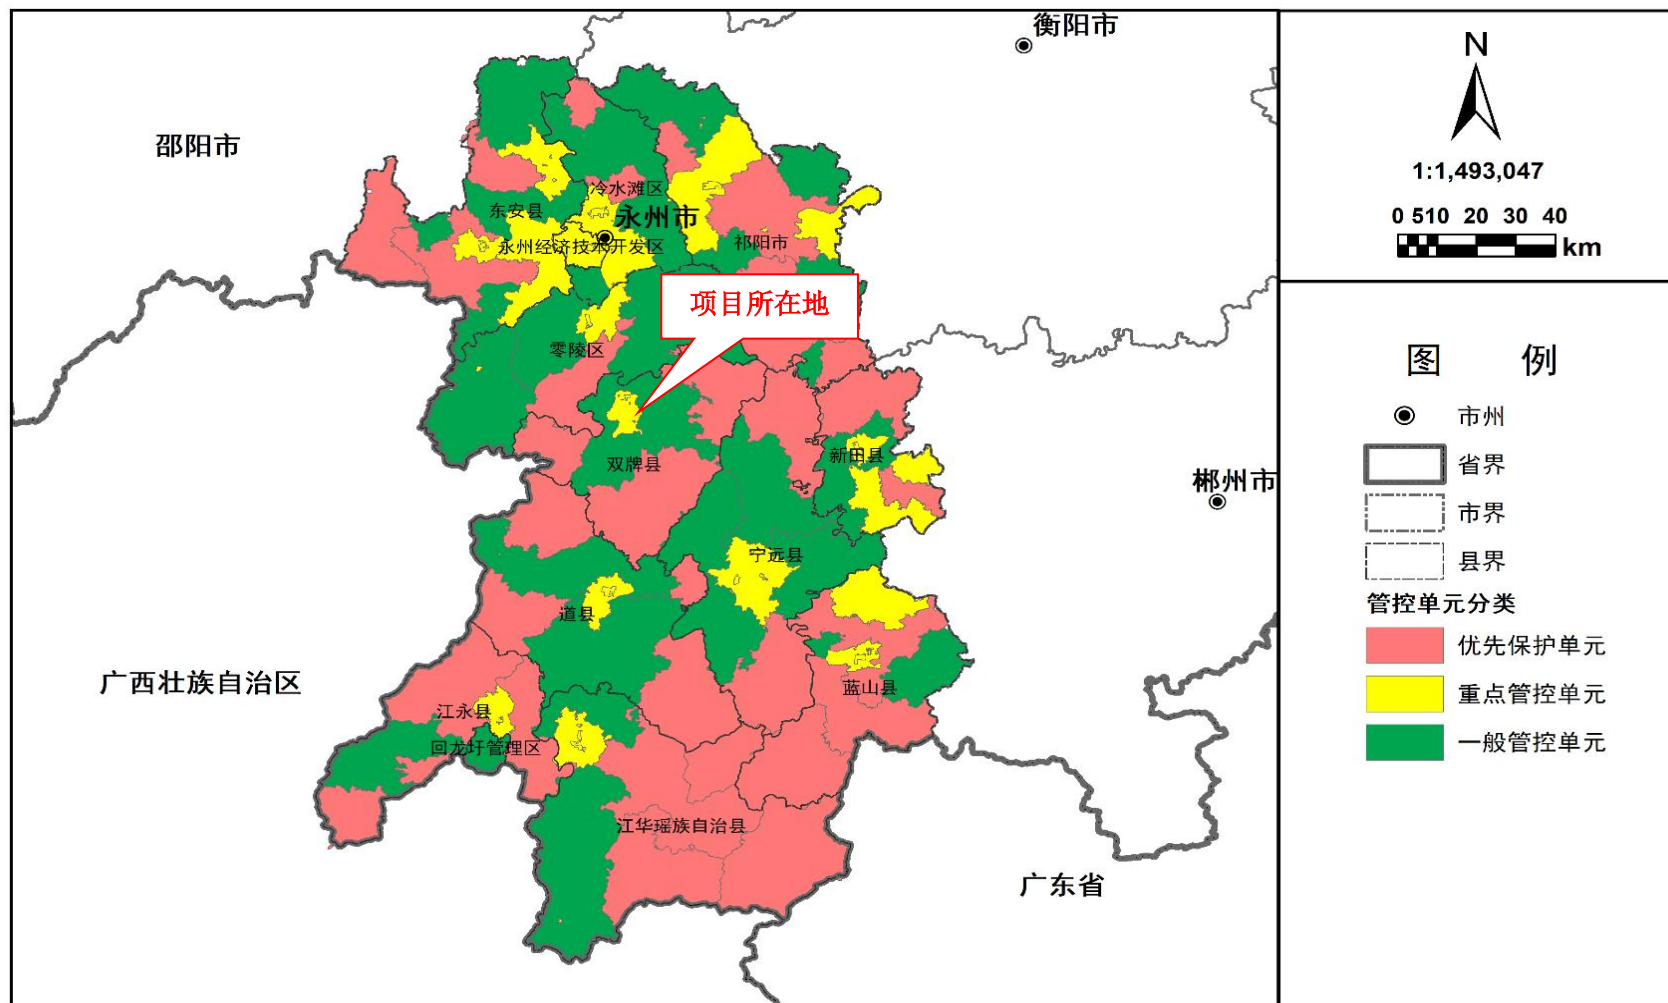 衡阳市
邵阳市
冷水滩区
东安县
永州市
永州经济技术开发区
祁阳市
项目所在地
零陵区
双牌县
新田县
郴州市
宁远县
道县
广西壮族自治区
蓝山县
江永县
回龙圩管理区
江华瑶族自治县
广东省
N
1:1,493,047
0 510 20 30 40
km
图 例
市州
省界
市界
县界
管控单元分类
优先保护单元
重点管控单元
一般管控单元